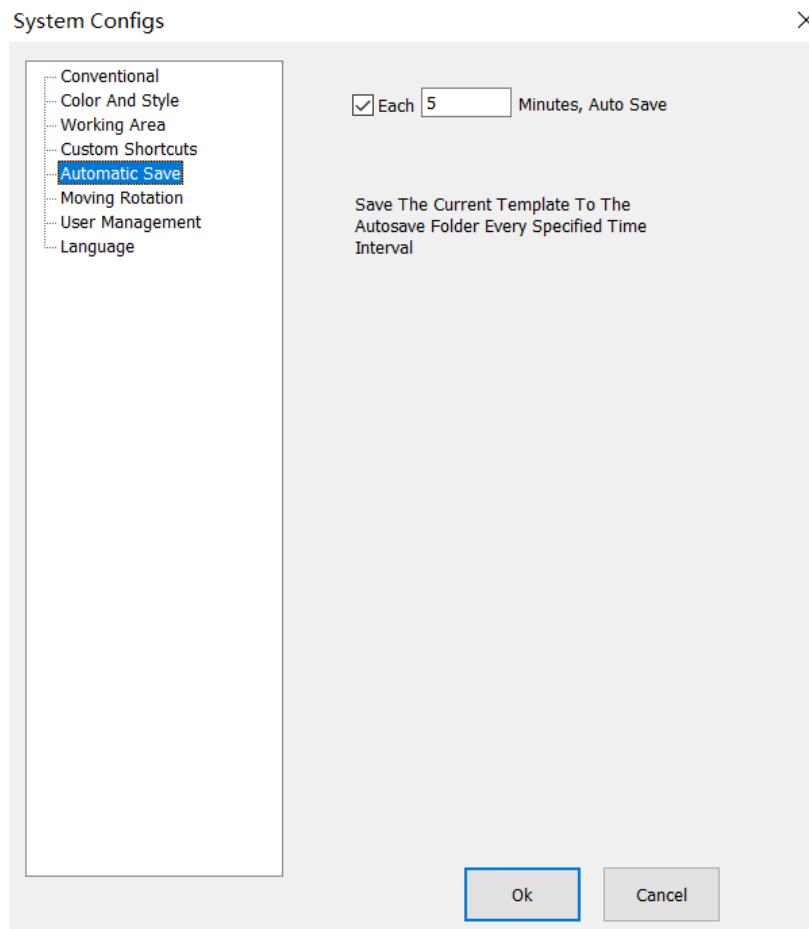 System Configs
Conventional
Color And Style
Working Area
Custom Shortcuts
Automatic Save
Moving Rotation
User Management
Language
Each 5 Minutes, Auto Save
Save The Current Template To The
Autosave Folder Every Specified Time
Interval
Ok Cancel